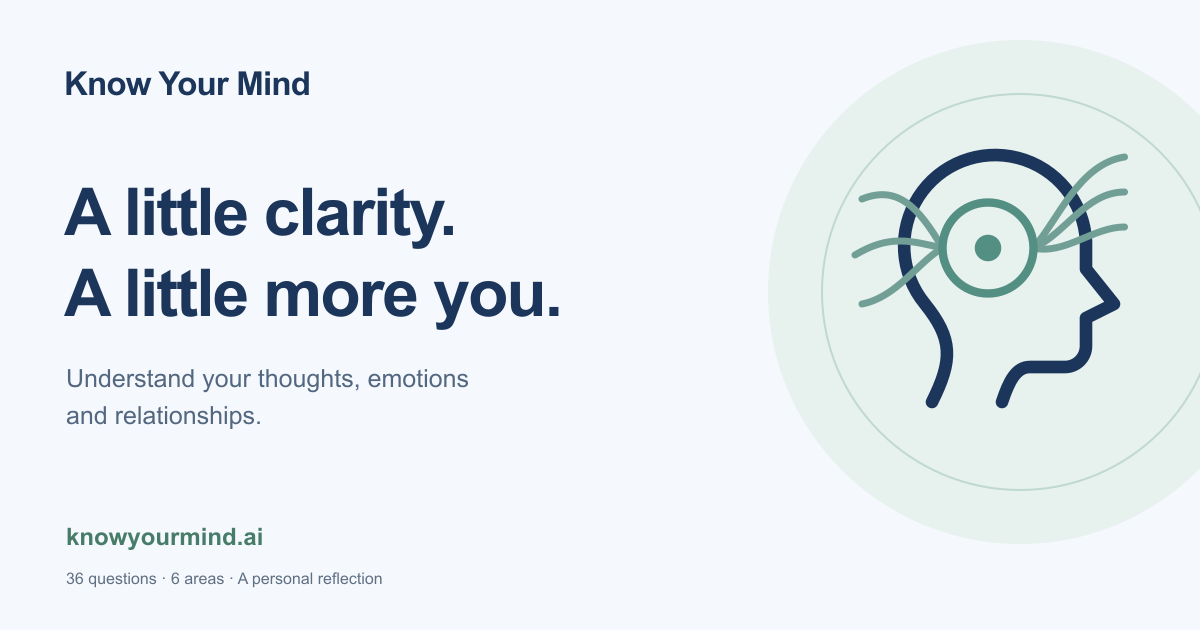 Know Your Mind
A little clarity.
A little more you.
Understand your thoughts, emotions
and relationships.
knowyourmind.ai
36 questions · 6 areas · A personal reflection